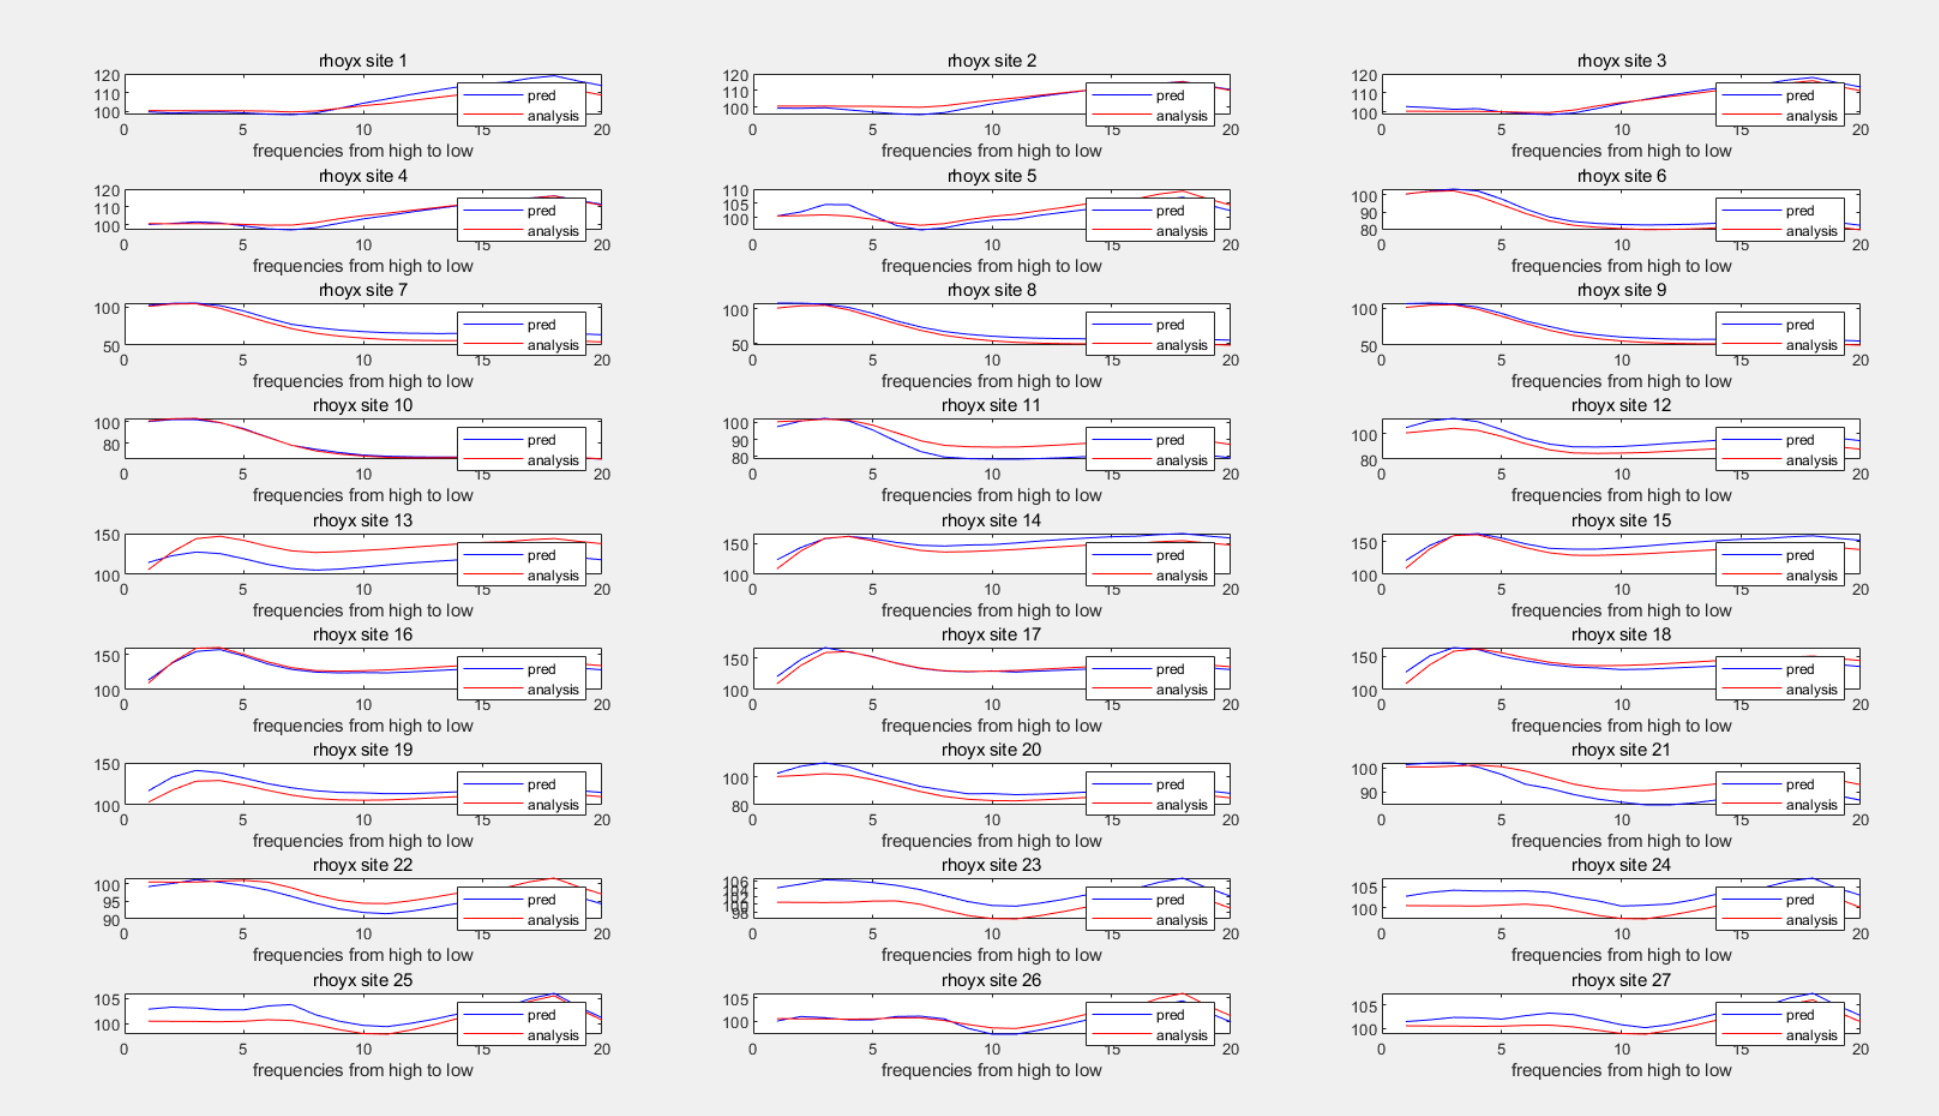 rhoyx site 1
120
110
100
0 5 10 15 20
pred
analysis
frequencies from high to low
rhoyx site 2
120
110
100
0 5 10 15 20
pred
analysis
frequencies from high to low
rhoyx site 3
120
110
100
0 5 10 15 20
pred
analysis
frequencies from high to low
rhoyx site 4
120
110
100
0 5 10 15 20
pred
analysis
frequencies from high to low
rhoyx site 5
110
105
100
0 5 10 15 20
pred
analysis
frequencies from high to low
rhoyx site 6
100
90
80
0 5 10 15 20
pred
analysis
frequencies from high to low
rhoyx site 7
100
50
0 5 10 15 20
pred
analysis
frequencies from high to low
rhoyx site 8
100
50
0 5 10 15 20
pred
analysis
frequencies from high to low
rhoyx site 9
100
50
0 5 10 15 20
pred
analysis
frequencies from high to low
rhoyx site 10
100
80
0 5 10 15 20
pred
analysis
frequencies from high to low
rhoyx site 11
100
90
80
0 5 10 15 20
pred
analysis
frequencies from high to low
rhoyx site 12
100
80
0 5 10 15 20
pred
analysis
frequencies from high to low
rhoyx site 13
150
100
0 5 10 15 20
pred
analysis
frequencies from high to low
rhoyx site 14
150
100
0 5 10 15 20
pred
analysis
frequencies from high to low
rhoyx site 15
150
100
0 5 10 15 20
pred
analysis
frequencies from high to low
rhoyx site 16
150
100
0 5 10 15 20
pred
analysis
frequencies from high to low
rhoyx site 17
150
100
0 5 10 15 20
pred
analysis
frequencies from high to low
rhoyx site 18
150
100
0 5 10 15 20
pred
analysis
frequencies from high to low
rhoyx site 19
150
100
0 5 10 15 20
pred
analysis
frequencies from high to low
rhoyx site 20
100
80
0 5 10 15 20
pred
analysis
frequencies from high to low
rhoyx site 21
100
90
0 5 10 15 20
pred
analysis
frequencies from high to low
rhoyx site 22
100
95
90
0 5 10 15 20
pred
analysis
frequencies from high to low
rhoyx site 23
106
104
102
100
98
0 5 10 15 20
pred
analysis
frequencies from high to low
rhoyx site 24
105
100
0 5 10 15 20
pred
analysis
frequencies from high to low
rhoyx site 25
105
100
0 5 10 15 20
pred
analysis
frequencies from high to low
rhoyx site 26
105
100
0 5 10 15 20
pred
analysis
frequencies from high to low
rhoyx site 27
105
100
0 5 10 15 20
pred
analysis
frequencies from high to low